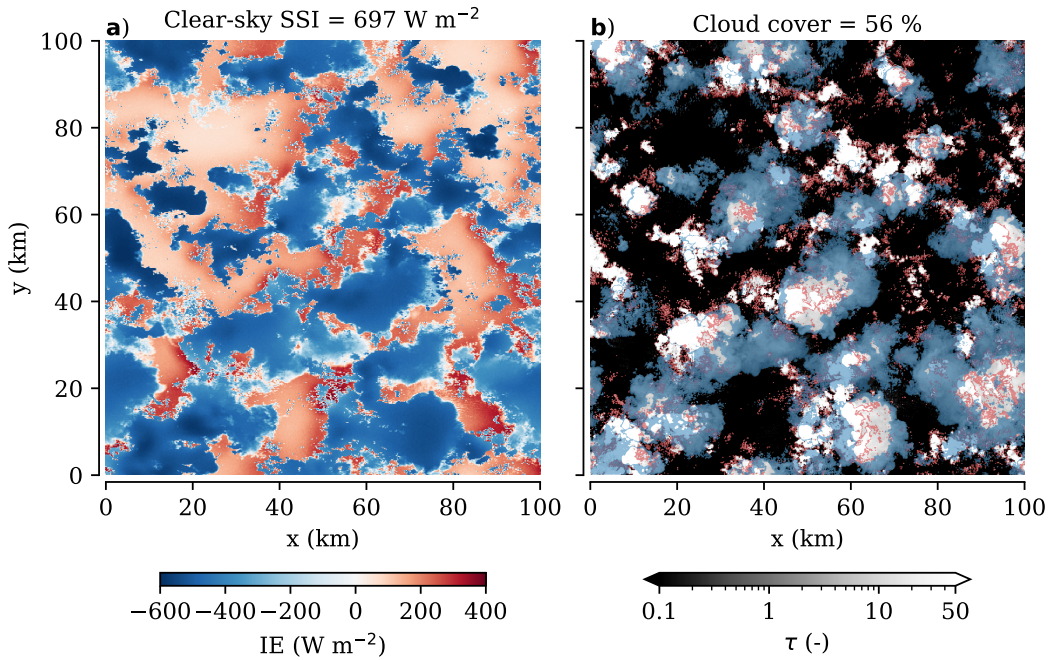 a) Clear-sky SSI = 697 W m⁻²
b) Cloud cover = 56 %
100
80
60
40
20
0
y (km)
0 20 40 60 80 100
0 20 40 60 80 100
x (km)
x (km)
−600 −400 −200 0 200 400
0.1 1 10 50
IE (W m⁻²)
τ (-)